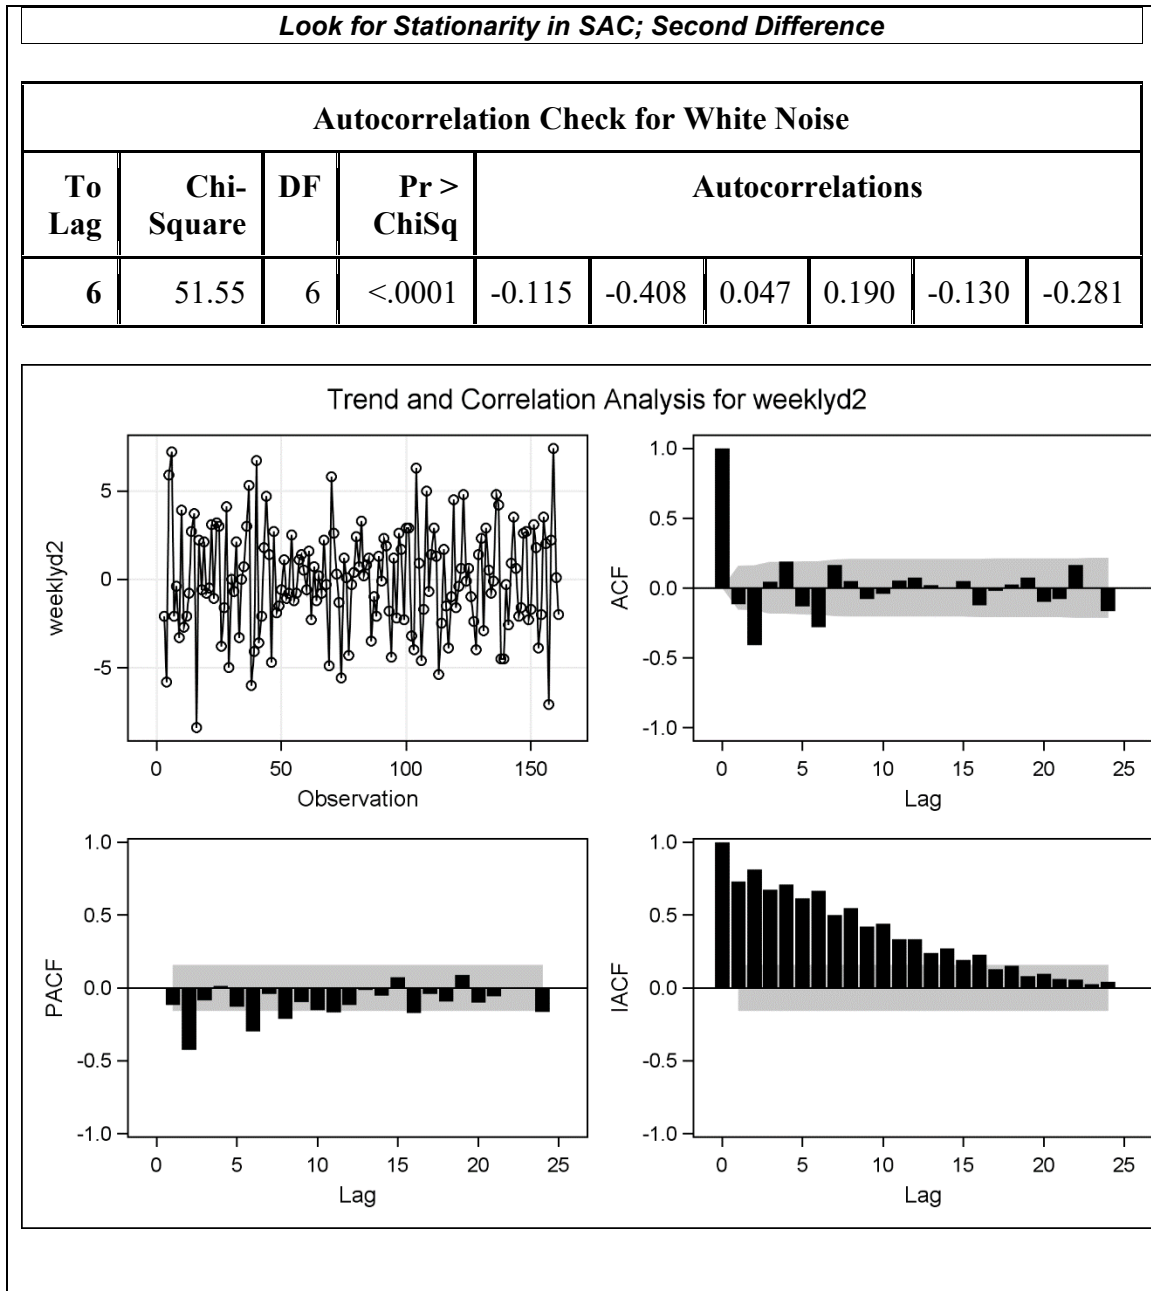 Look for Stationarity in SAC; Second Difference
Autocorrelation Check for White Noise
To Lag Chi-Square DF Pr > ChiSq Autocorrelations
6 51.55 6 <.0001 -0.115 -0.408 0.047 0.190 -0.130 -0.281
Trend and Correlation Analysis for weeklyd2
weeklyd2
5
0
-5
0 50 100 150
Observation
ACF
1.0
0.5
0.0
-0.5
-1.0
0 5 10 15 20 25
Lag
PACF
1.0
0.5
0.0
-0.5
-1.0
0 5 10 15 20 25
Lag
IACF
1.0
0.5
0.0
-0.5
-1.0
0 5 10 15 20 25
Lag